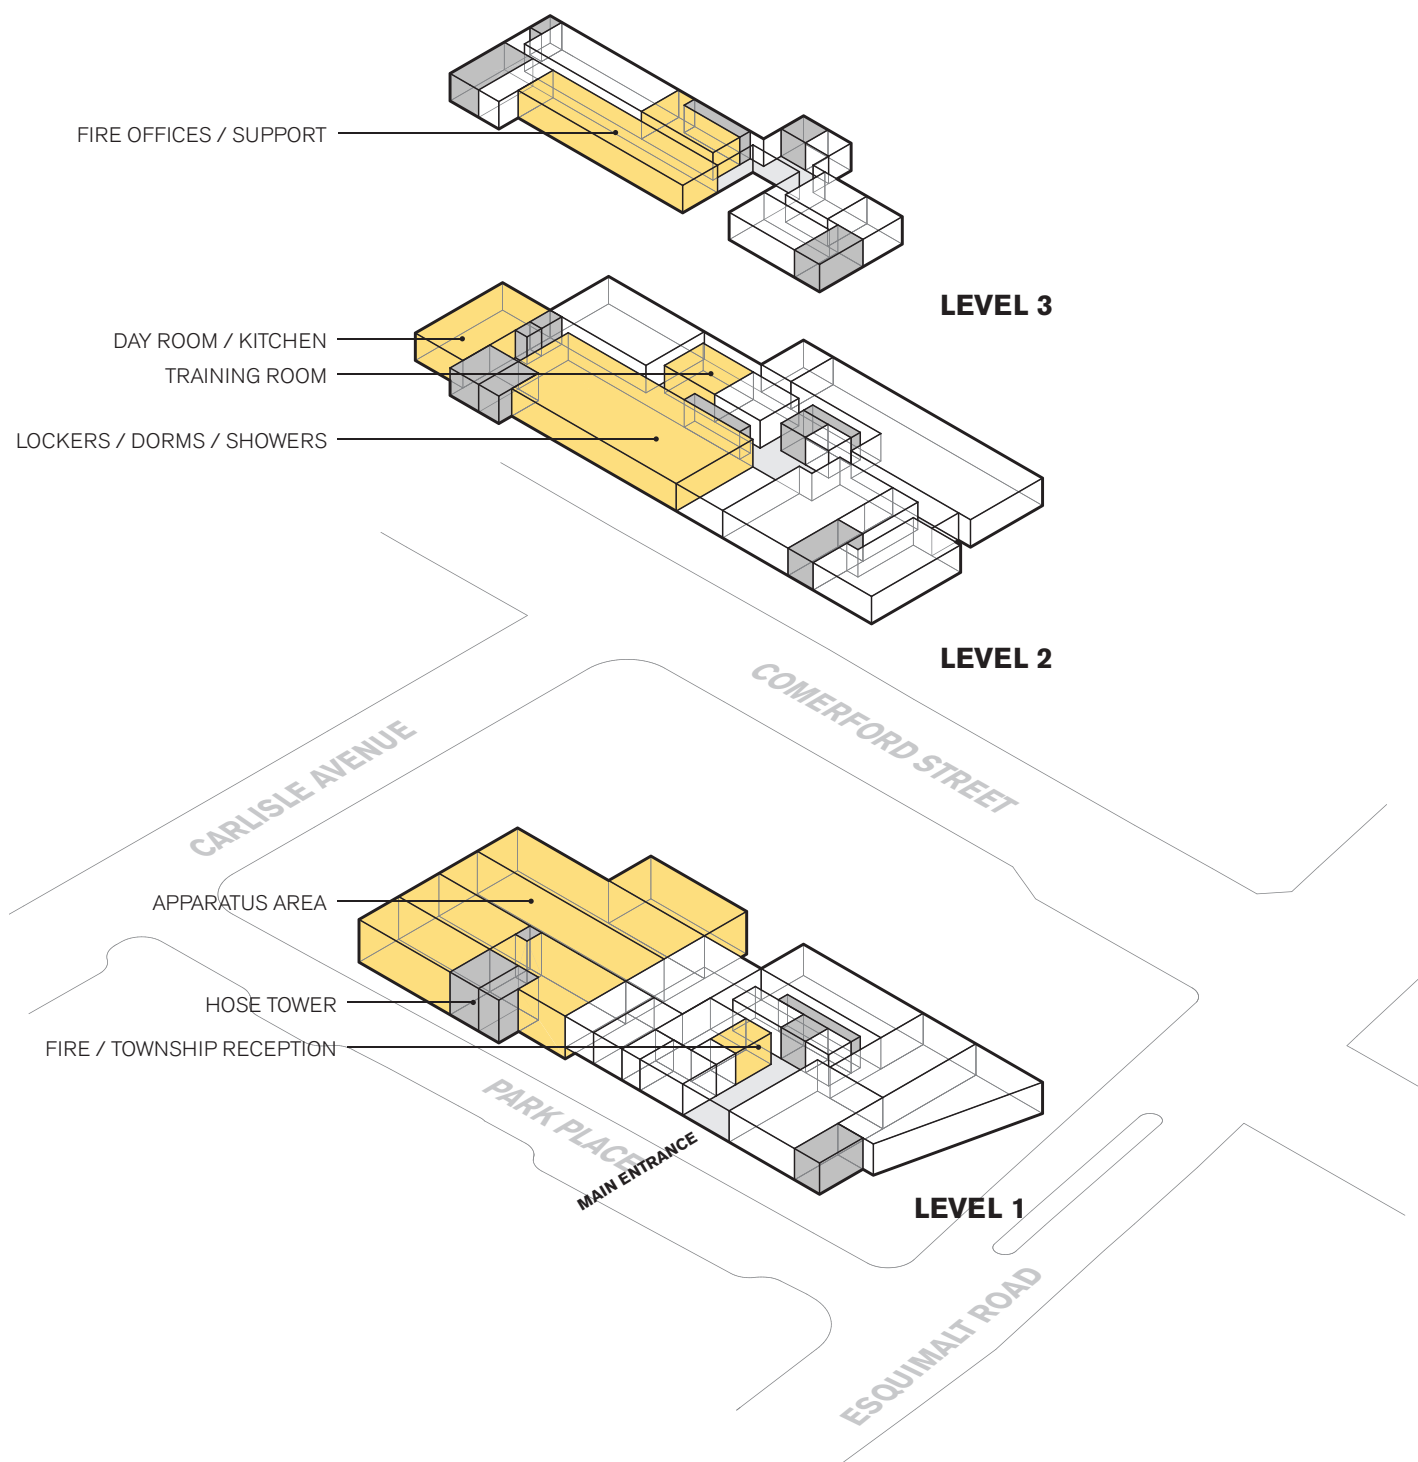 FIRE OFFICES / SUPPORT
LEVEL 3
DAY ROOM / KITCHEN
TRAINING ROOM
LOCKERS / DORMS / SHOWERS
LEVEL 2
COMERFORD STREET
CARLISLE AVENUE
APPARATUS AREA
HOSE TOWER
FIRE / TOWNSHIP RECEPTION
PARK PLACE
MAIN ENTRANCE
LEVEL 1
ESQUIMALT ROAD